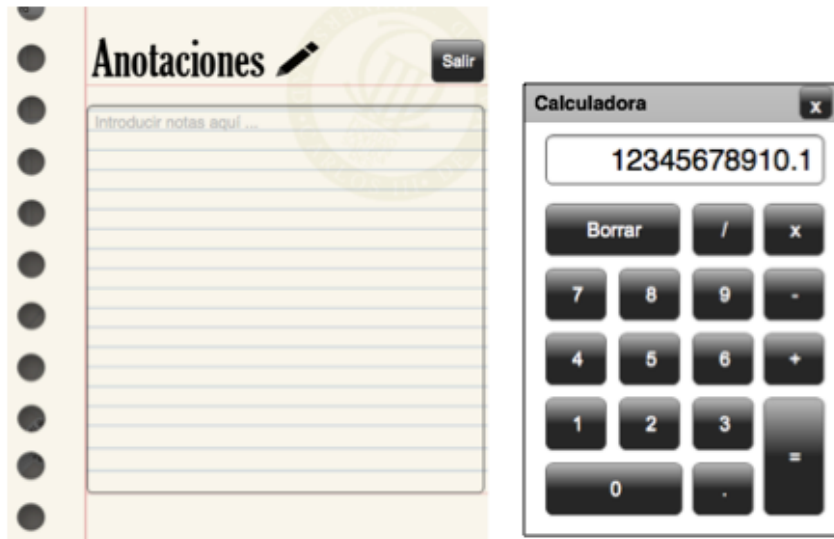 Anotaciones
Salir
Introducir notas aquí ...
Calculadora
x
12345678910.1
Borrar / x
7 8 9 -
4 5 6 +
1 2 3
=
0 .